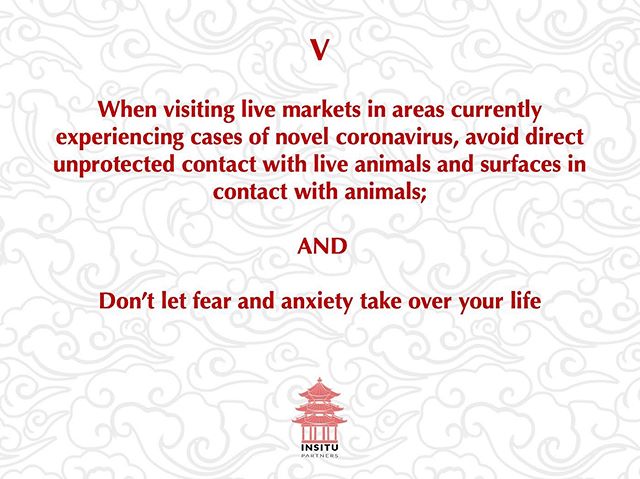 V
When visiting live markets in areas currently
experiencing cases of novel coronavirus, avoid direct
unprotected contact with live animals and surfaces in
contact with animals;
AND
Don’t let fear and anxiety take over your life
INSITU
PARTNERS